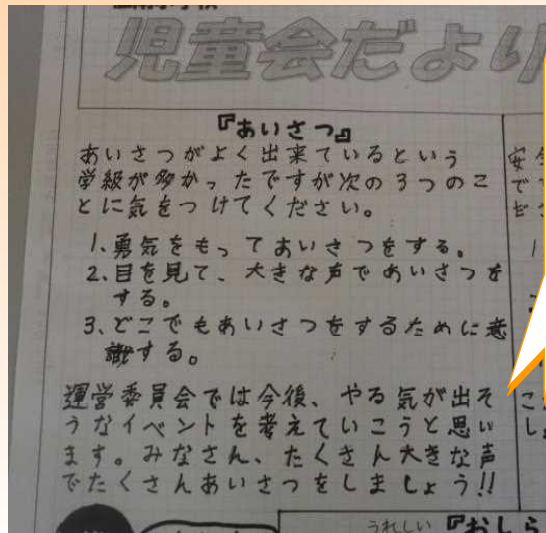 児童会だより
『あいさつ』
あいさつがよく出来ているという
学級が多かったですが次の3つのこ
とに気をつけてください。
1.勇気をもってあいさつをする。
2.目を見て、大きな声であいさつを
する。
3.どこでもあいさつをするために意
識する。
運営委員会では今後、やる気が出そ
うなイベントを考えていこうと思い
ます。みなさん、たくさん大きな声
でたくさんあいさつをしましょう!!
うれしい『おしら